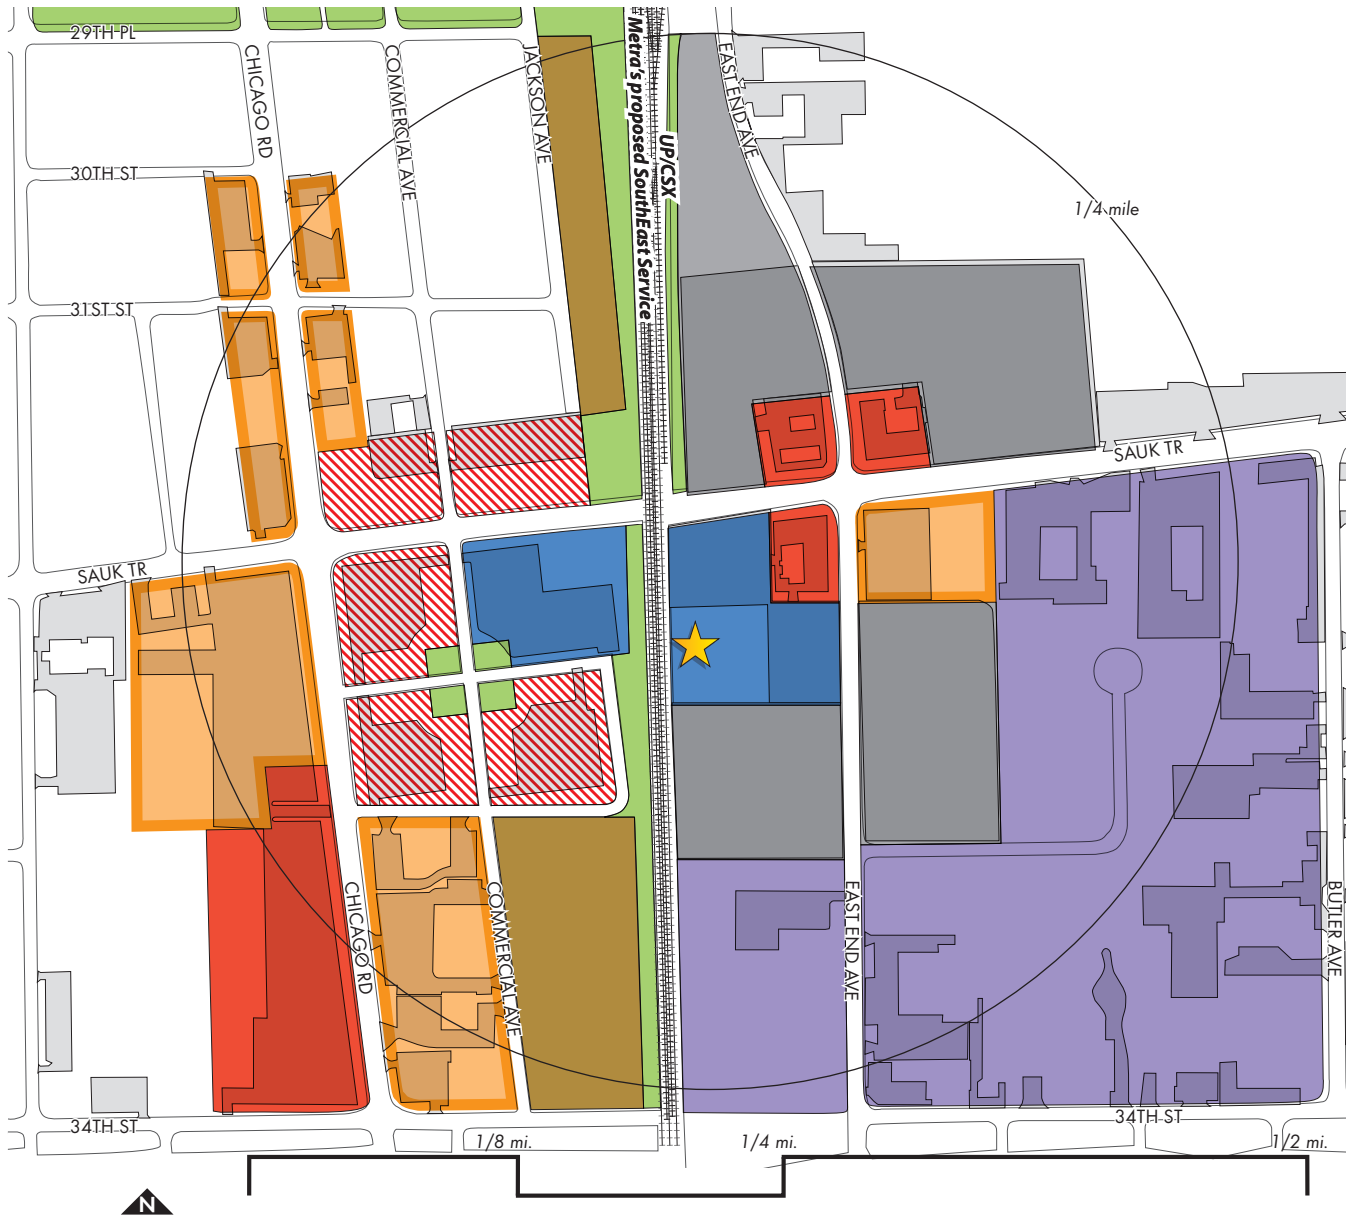 29TH PL
CHICAGO RD
COMMERCIAL AVE
JACKSON AVE
Metra's proposed SouthEast Service
UP/CSX
EAST END AVE
30TH ST
1/4 mile
31ST ST
SAUK TR
SAUK TR
CHICAGO RD
COMMERCIAL AVE
EAST END AVE
BUTLER AVE
34TH ST
34TH ST
1/8 mi.
1/4 mi.
1/2 mi.
N